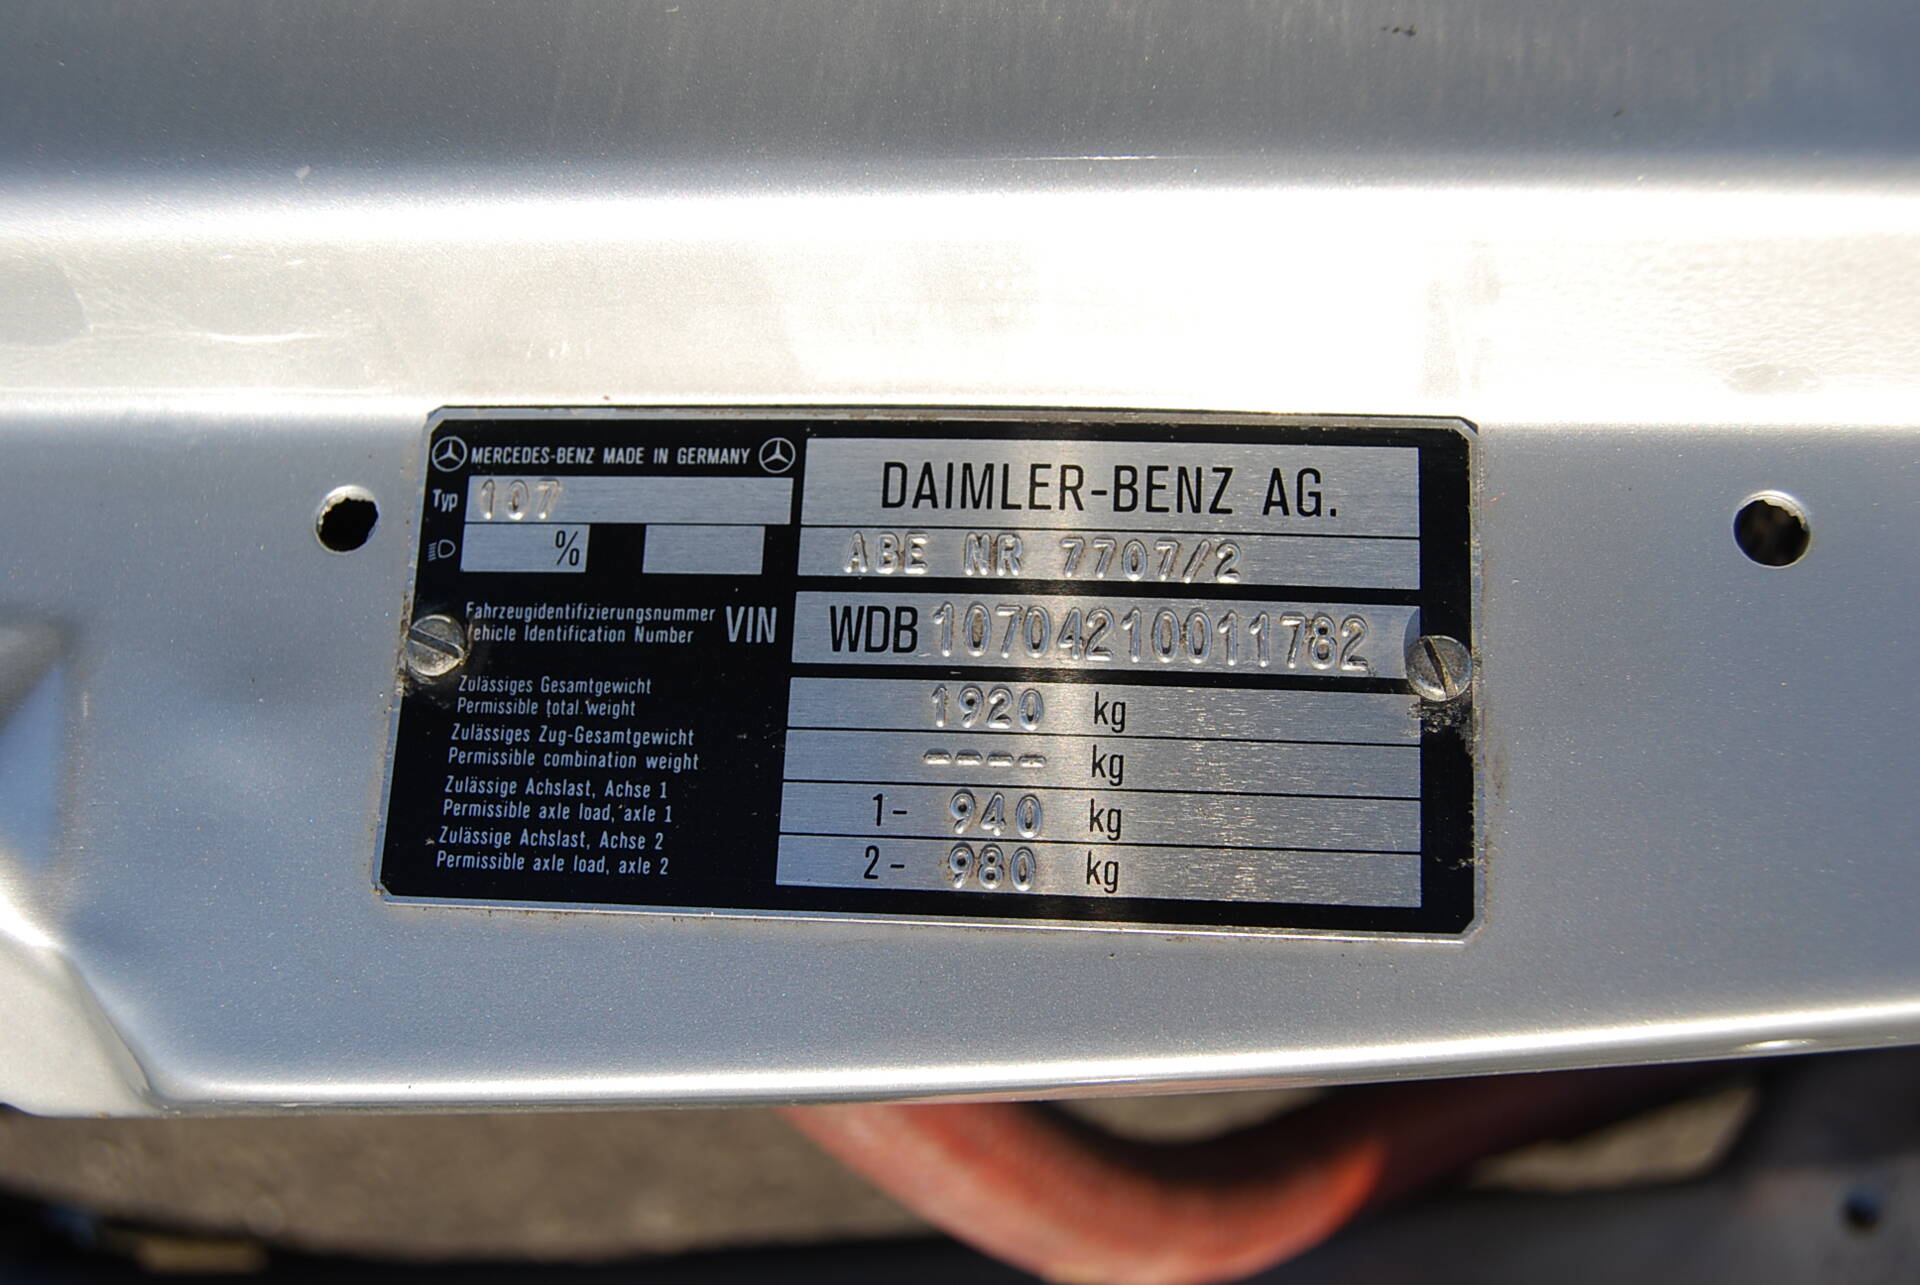 MERCEDES-BENZ MADE IN GERMANY
Typ 107
%
DAIMLER-BENZ AG.
ABE NR 7707/2
Fahrzeugidentifizierungsnummer
Vehicle Identification Number
VIN
WDB 10704210011782
Zulässiges Gesamtgewicht
Permissible total weight
1920 kg
Zulässiges Zug-Gesamtgewicht
Permissible combination weight
---- kg
Zulässige Achslast, Achse 1
Permissible axle load, axle 1
1- 940 kg
Zulässige Achslast, Achse 2
Permissible axle load, axle 2
2- 980 kg